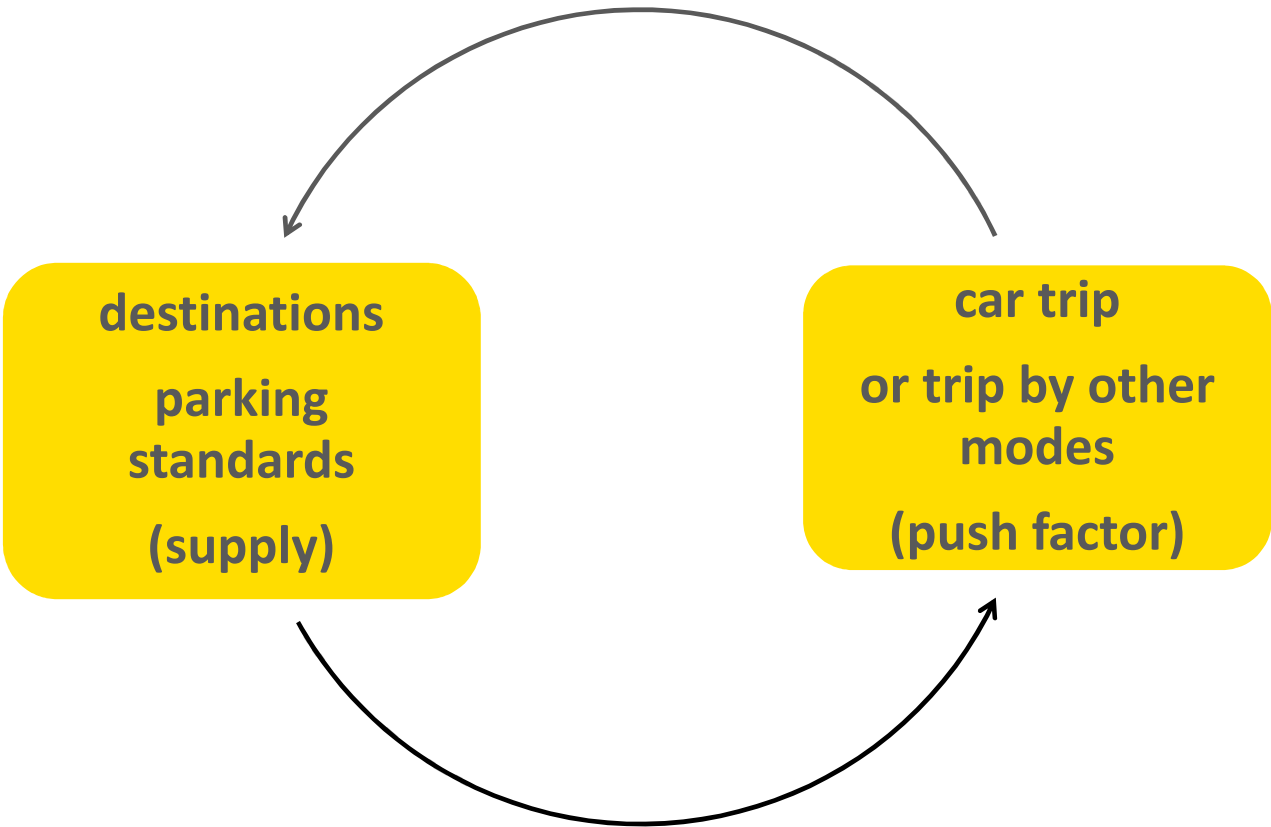 destinations
parking
standards
(supply)
car trip
or trip by other
modes
(push factor)